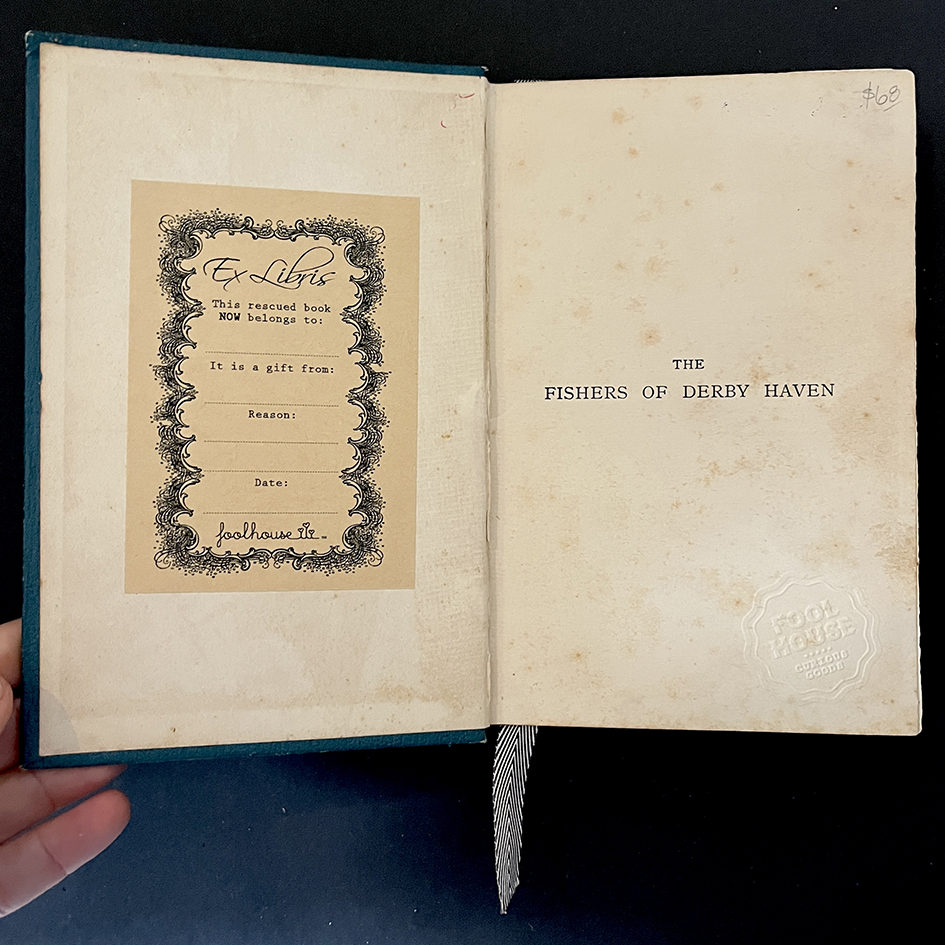 Ex Libris
This rescued book
NOW belongs to:
It is a gift from:
Reason:
Date:
foolhouse
$68
THE
FISHERS OF DERBY HAVEN
FOOL
HOUSE
CURIOUS
GOODS